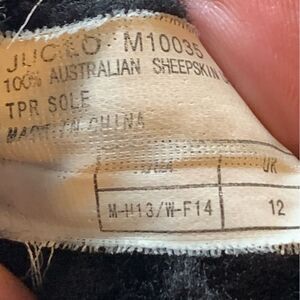 M10035
100% AUSTRALIAN SHEEPSKIN
TPR SOLE
MADE IN CHINA
UK
M-H13/W-F14 12